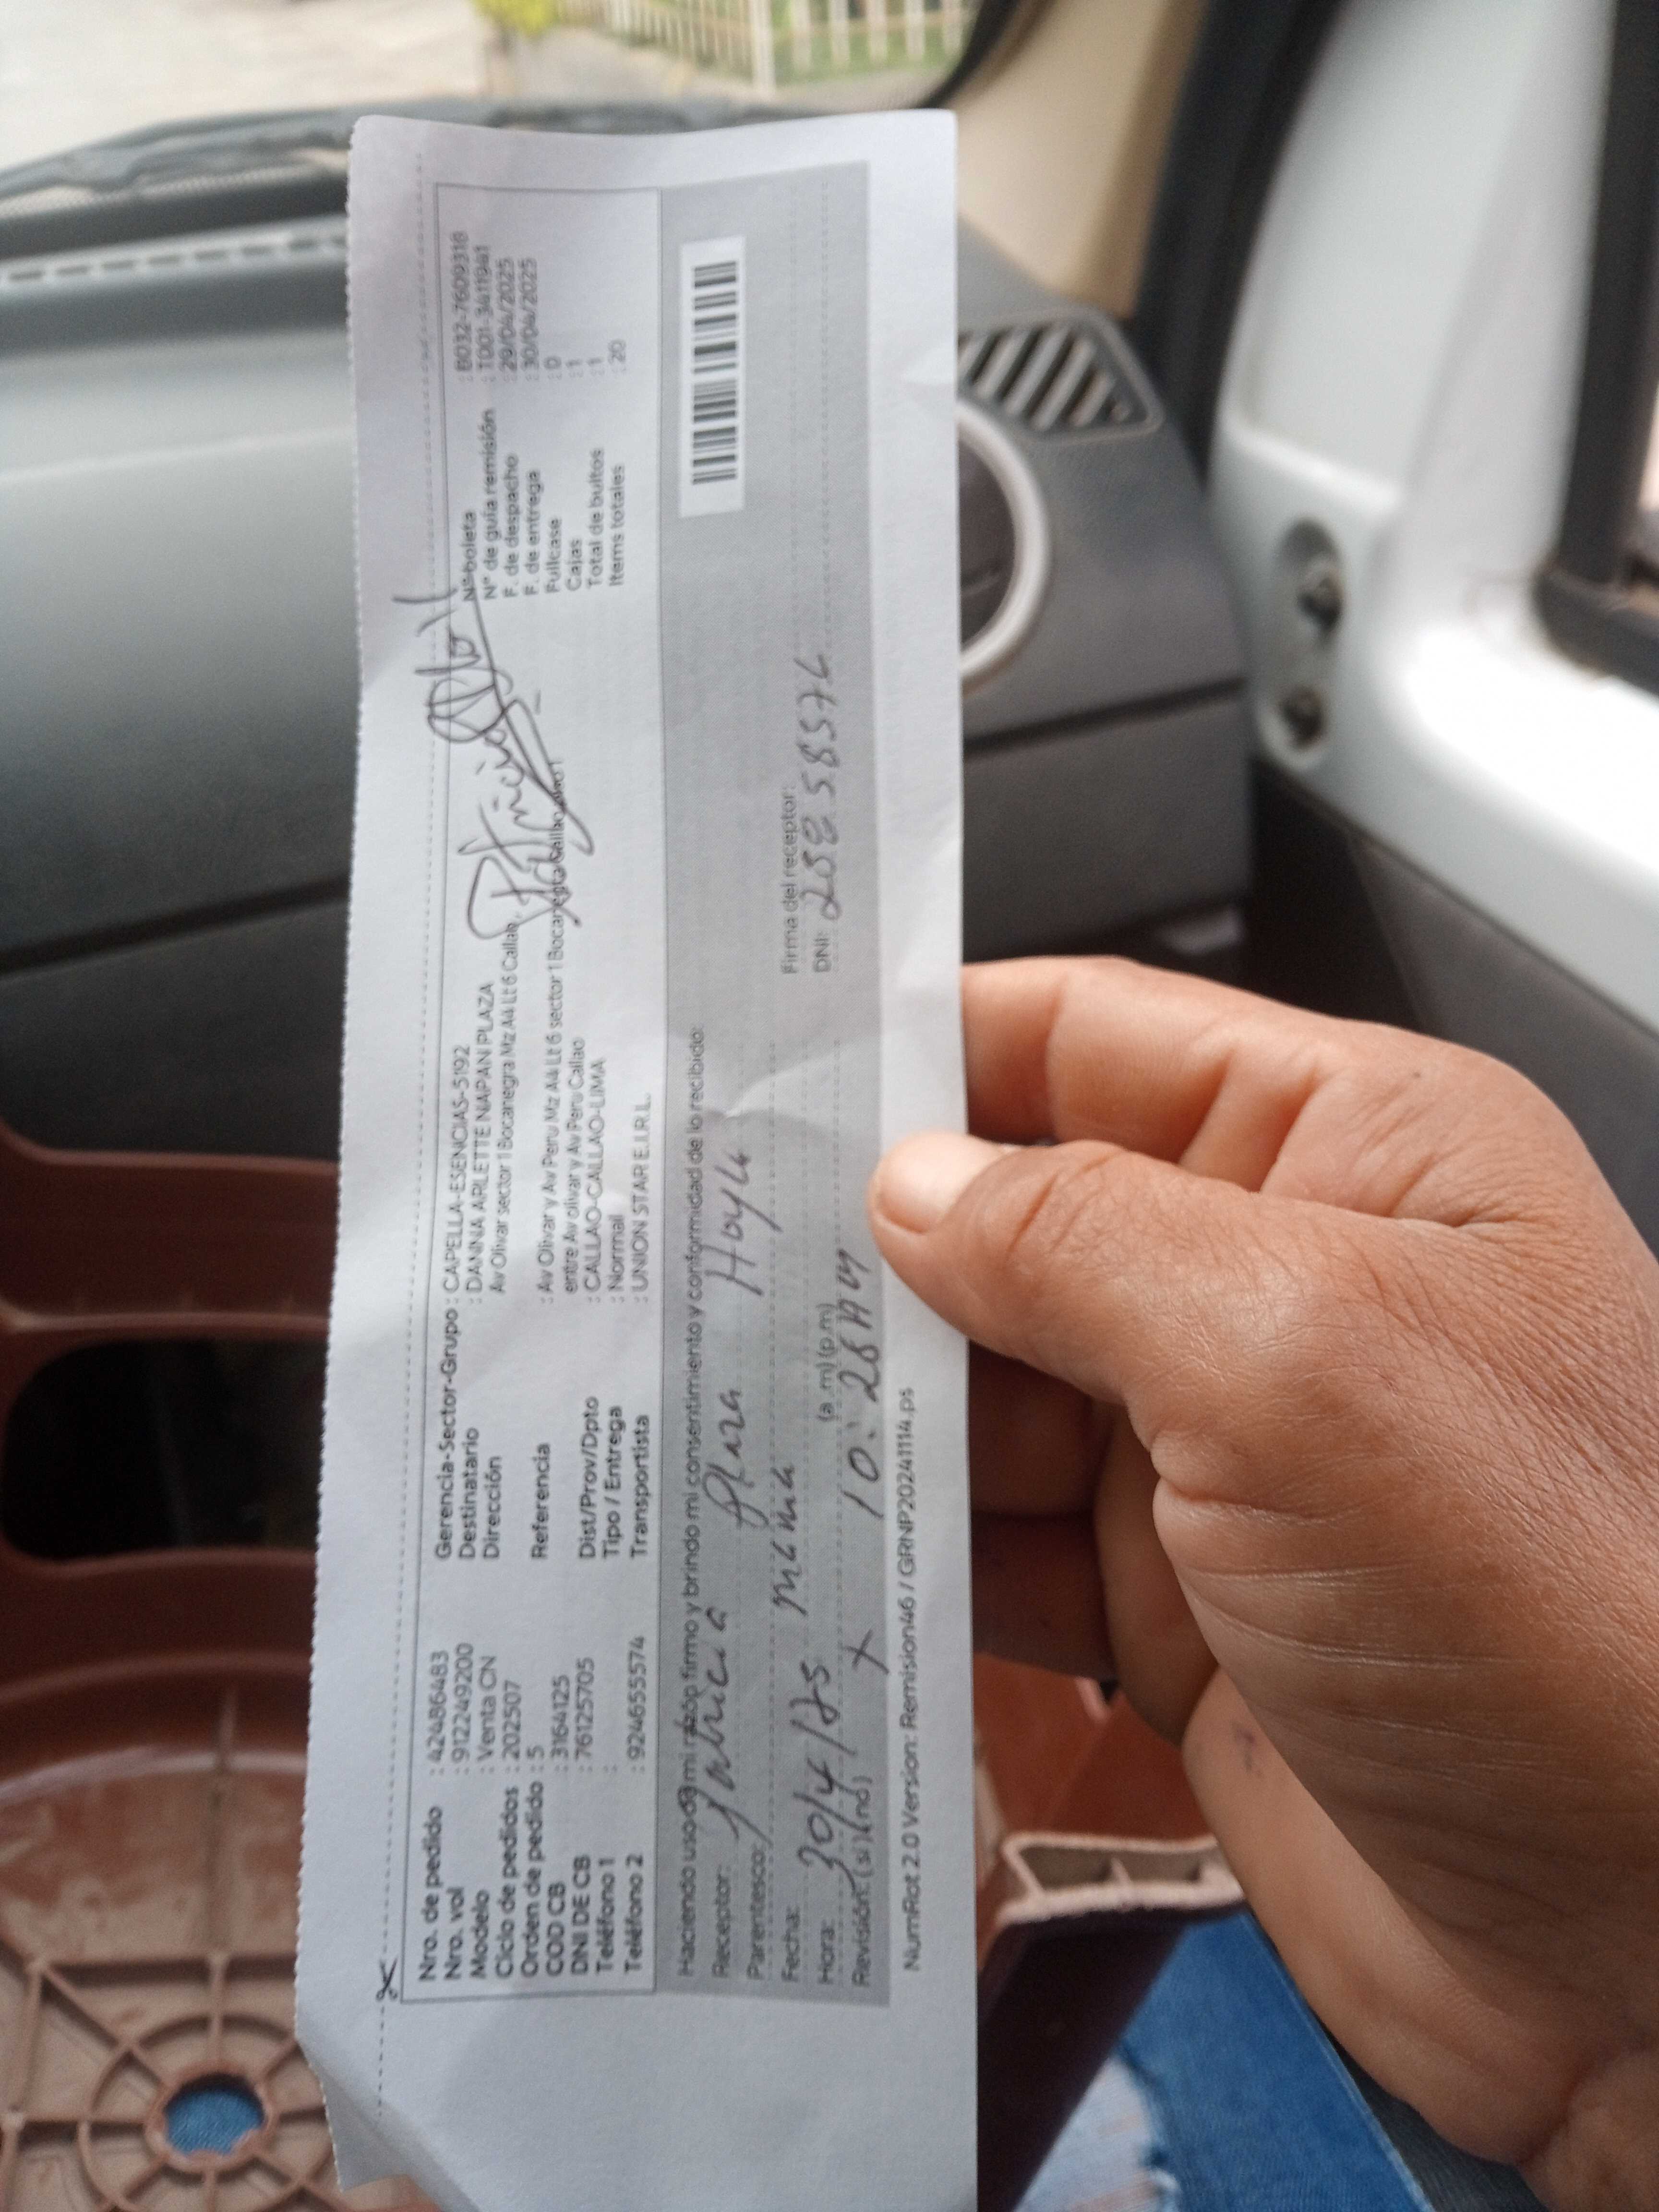 Nro. de pedido : 42486483
Nro. vol : 9122249200
Modelo : Venta CN
Ciclo de pedidos : 202507
Orden de pedido : 5
COD CB : 3164125
DNI DE CB : 76125705
Teléfono 1 :
Teléfono 2 : 924655574
Gerencia-Sector-Grupo : CAPELLA-ESENCIAS-5192
Destinatario : DANNA ARLETTE NAPAN PLAZA
Dirección : Av Olivar sector 1 Bocanegra Mz A4 Lt 6 Callao,
Referencia : Av Olivar y Av Peru Mz A4 Lt 6 sector 1 Bocanegra Callao
entre Av olivar y Av Peru Callao
Dist/Prov/Dpto : CALLAO-CALLAO-LIMA
Tipo / Entrega : Normal
Transportista : UNION STAR E.I.R.L.
N° boleta : B032-7609318
N° de guía remisión : T001-3411941
F. de despacho : 29/04/2025
F. de entrega : 30/04/2025
Fullcase : 0
Cajas : 1
Total de bultos : 1
Items totales : 20
Haciendo uso de mi razón firmo y brindo mi consentimiento y conformidad de lo recibido:
Receptor: Patricia Plaza Hoyle
Parentesco: mama
Fecha: 30/4/25
Hora: (a.m) (p.m) 10:28 AM
Revisión: (si) (no) X
Firma del receptor:
DNI:
NumRot 2.0 Version: Remision46 / GRNP20241114.ps